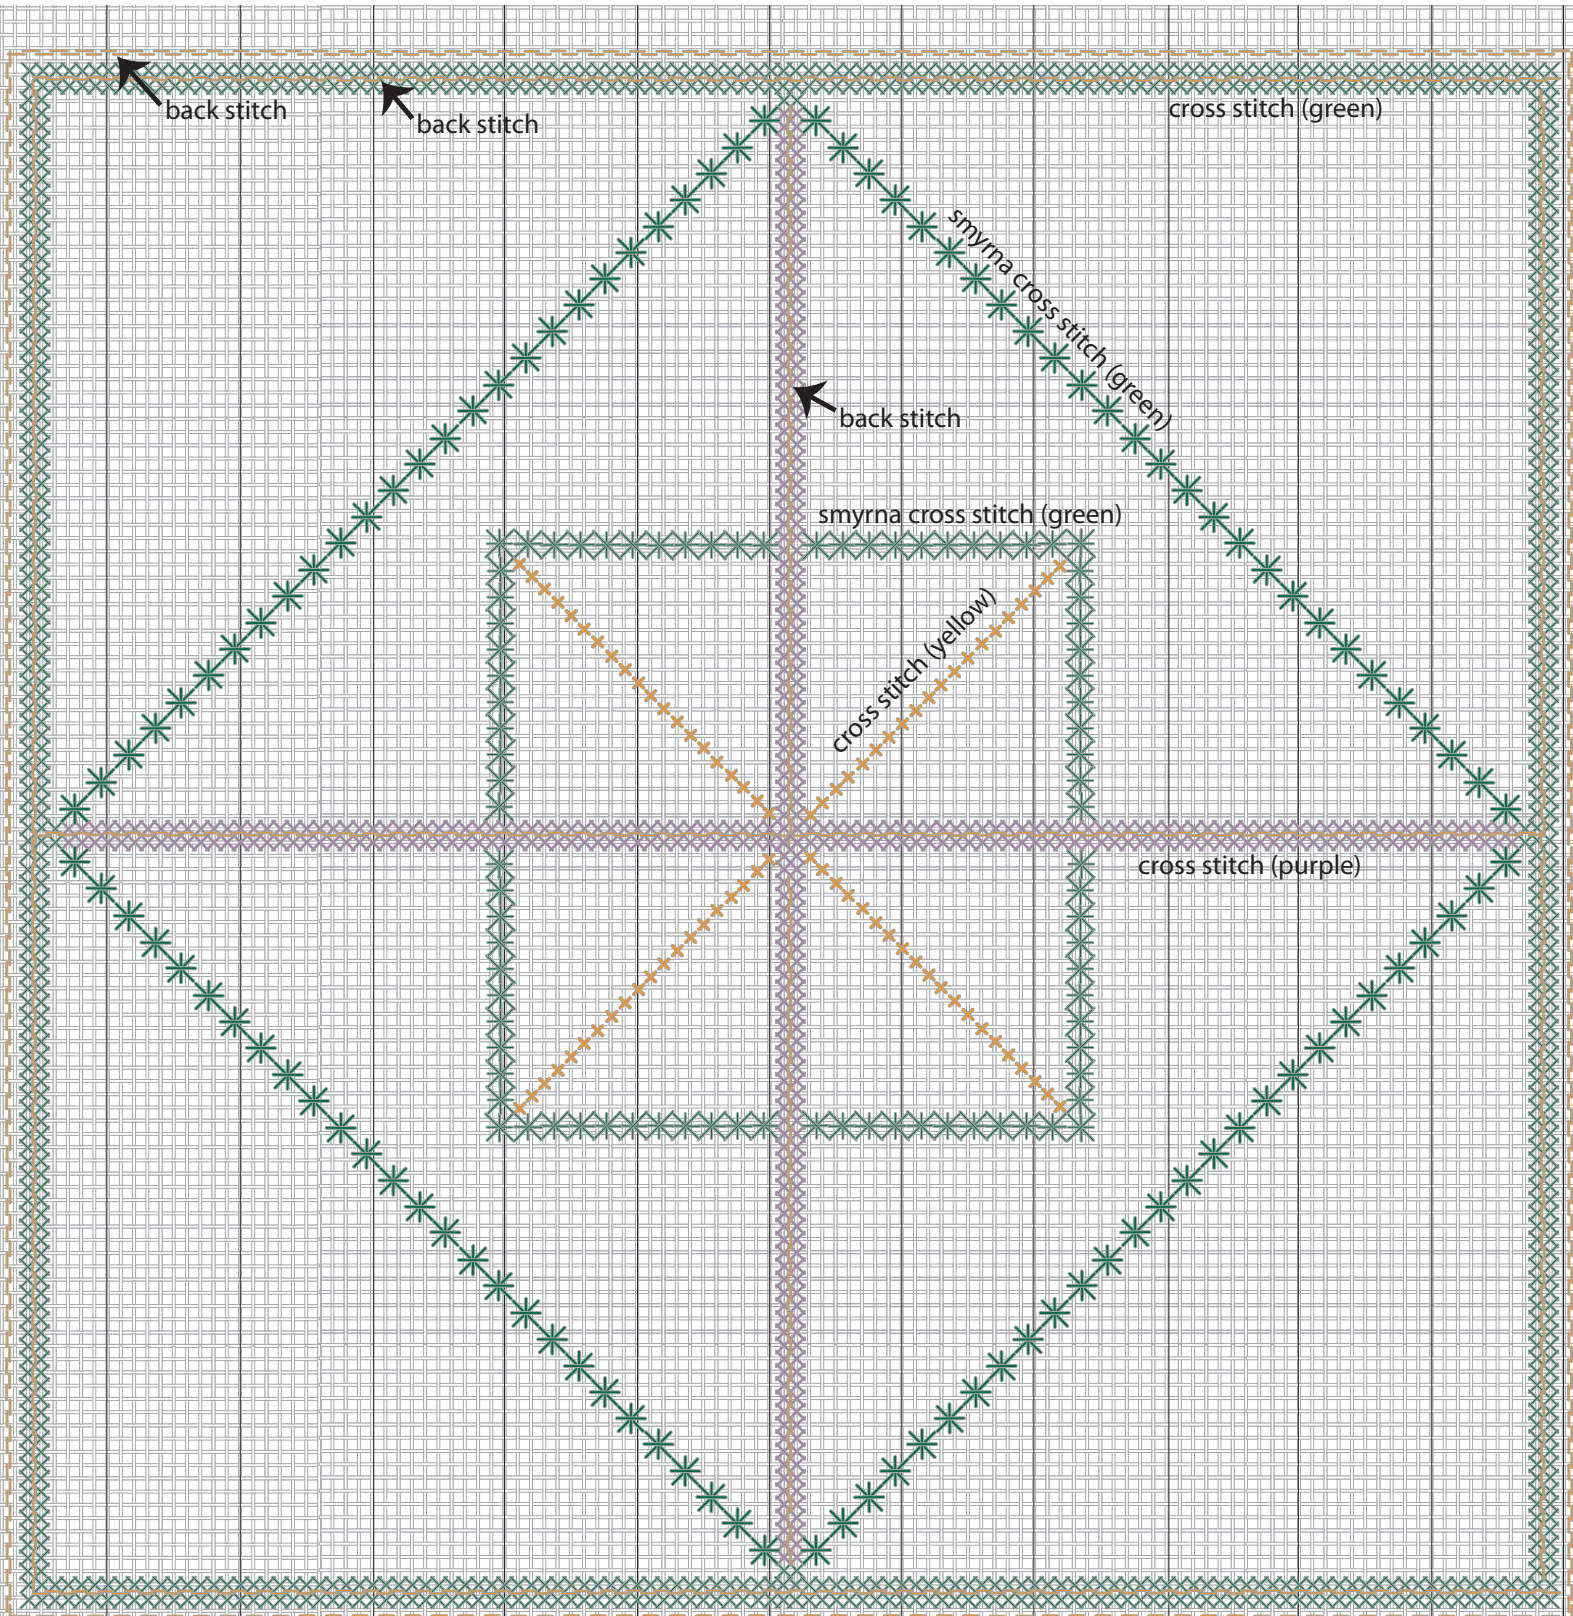 back stitch
back stitch
cross stitch (green)
smyrna cross stitch (green)
back stitch
smyrna cross stitch (green)
cross stitch (yellow)
cross stitch (purple)